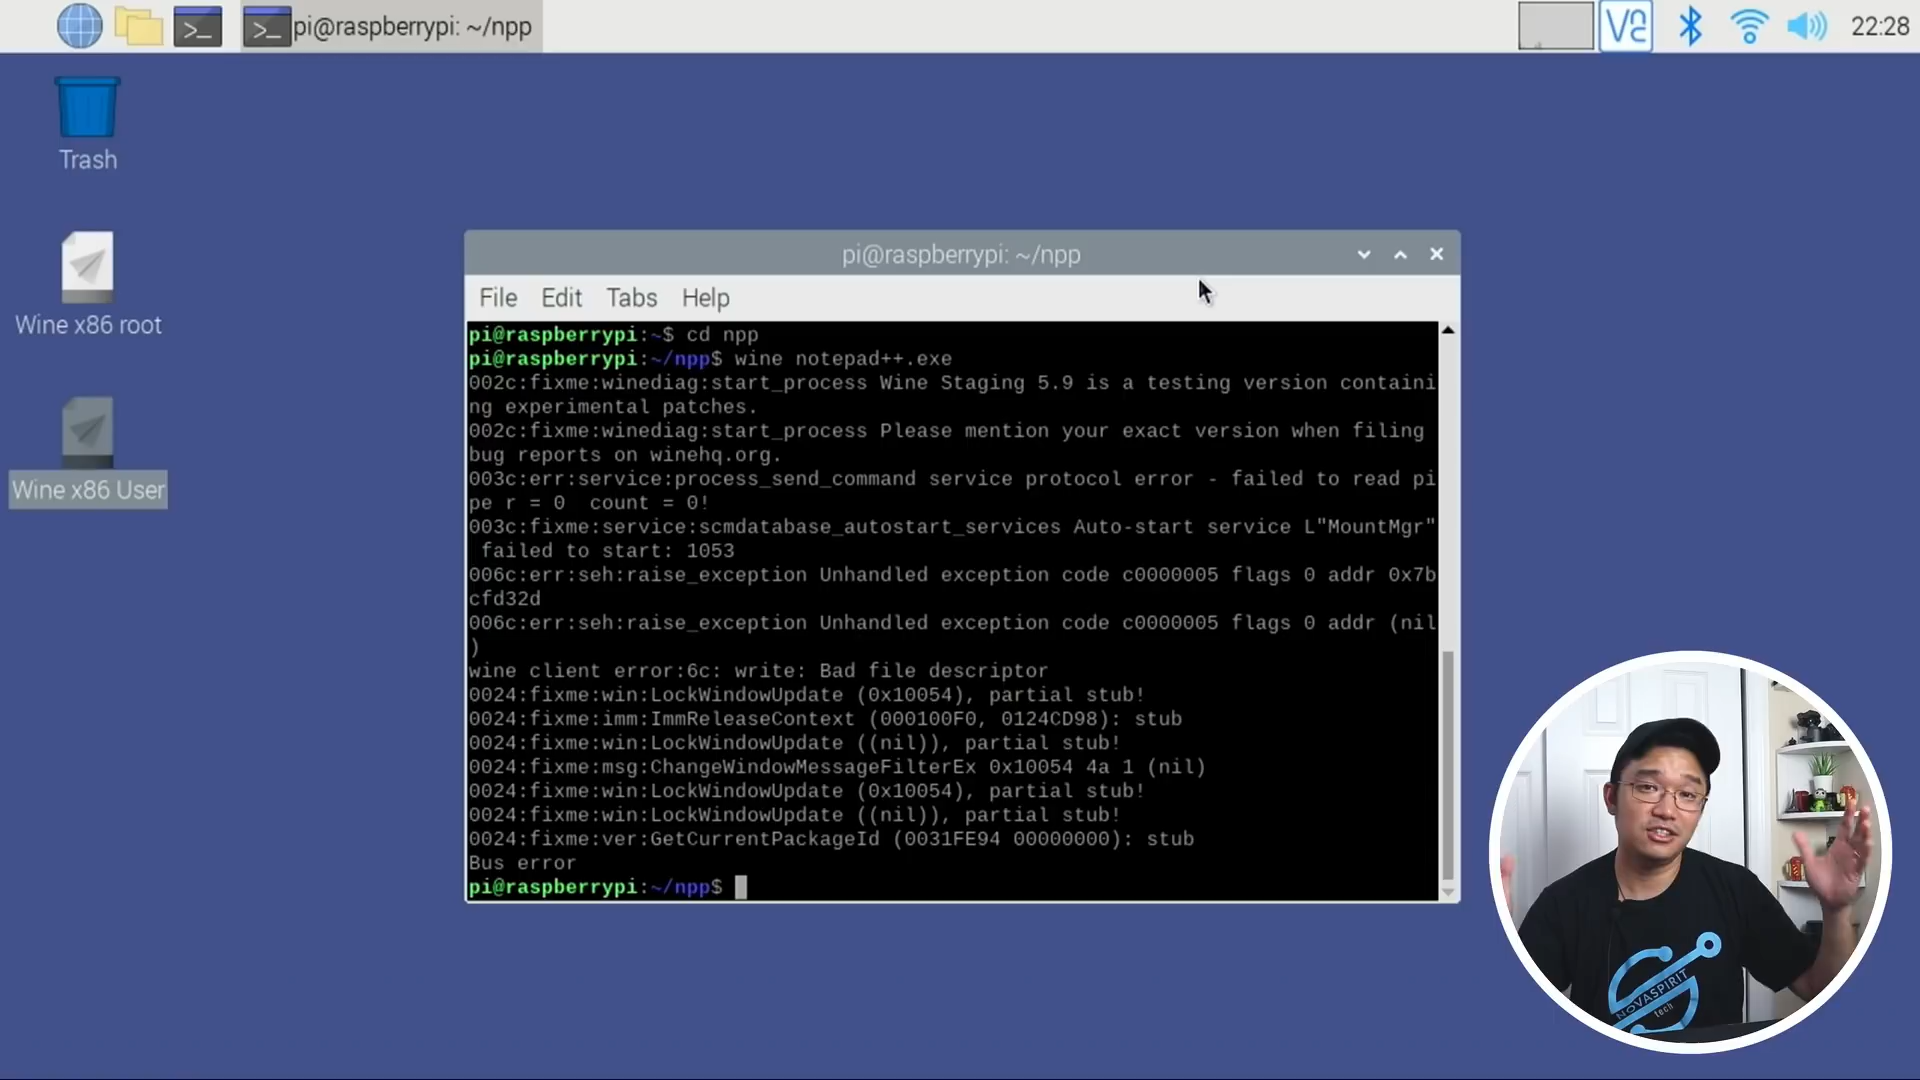 pi@raspberrypi: ~/npp
22:28
Trash
Wine x86 root
Wine x86 User
pi@raspberrypi: ~/npp
File Edit Tabs Help
pi@raspberrypi:~$ cd npp
pi@raspberrypi:~/npp$ wine notepad++.exe
002c:fixme:winediag:start_process Wine Staging 5.9 is a testing version containi
ng experimental patches.
002c:fixme:winediag:start_process Please mention your exact version when filing
bug reports on winehq.org.
003c:err:service:process_send_command service protocol error - failed to read pi
pe r = 0  count = 0!
003c:fixme:service:scmdatabase_autostart_services Auto-start service L"MountMgr"
 failed to start: 1053
006c:err:seh:raise_exception Unhandled exception code c0000005 flags 0 addr 0x7b
cfd32d
006c:err:seh:raise_exception Unhandled exception code c0000005 flags 0 addr (nil
)
wine client error:6c: write: Bad file descriptor
0024:fixme:win:LockWindowUpdate (0x10054), partial stub!
0024:fixme:imm:ImmReleaseContext (000100F0, 0124CD98): stub
0024:fixme:win:LockWindowUpdate ((nil)), partial stub!
0024:fixme:msg:ChangeWindowMessageFilterEx 0x10054 4a 1 (nil)
0024:fixme:win:LockWindowUpdate (0x10054), partial stub!
0024:fixme:win:LockWindowUpdate ((nil)), partial stub!
0024:fixme:ver:GetCurrentPackageId (0031FE94 00000000): stub
Bus error
pi@raspberrypi:~/npp$
NOVASPIRIT
tech